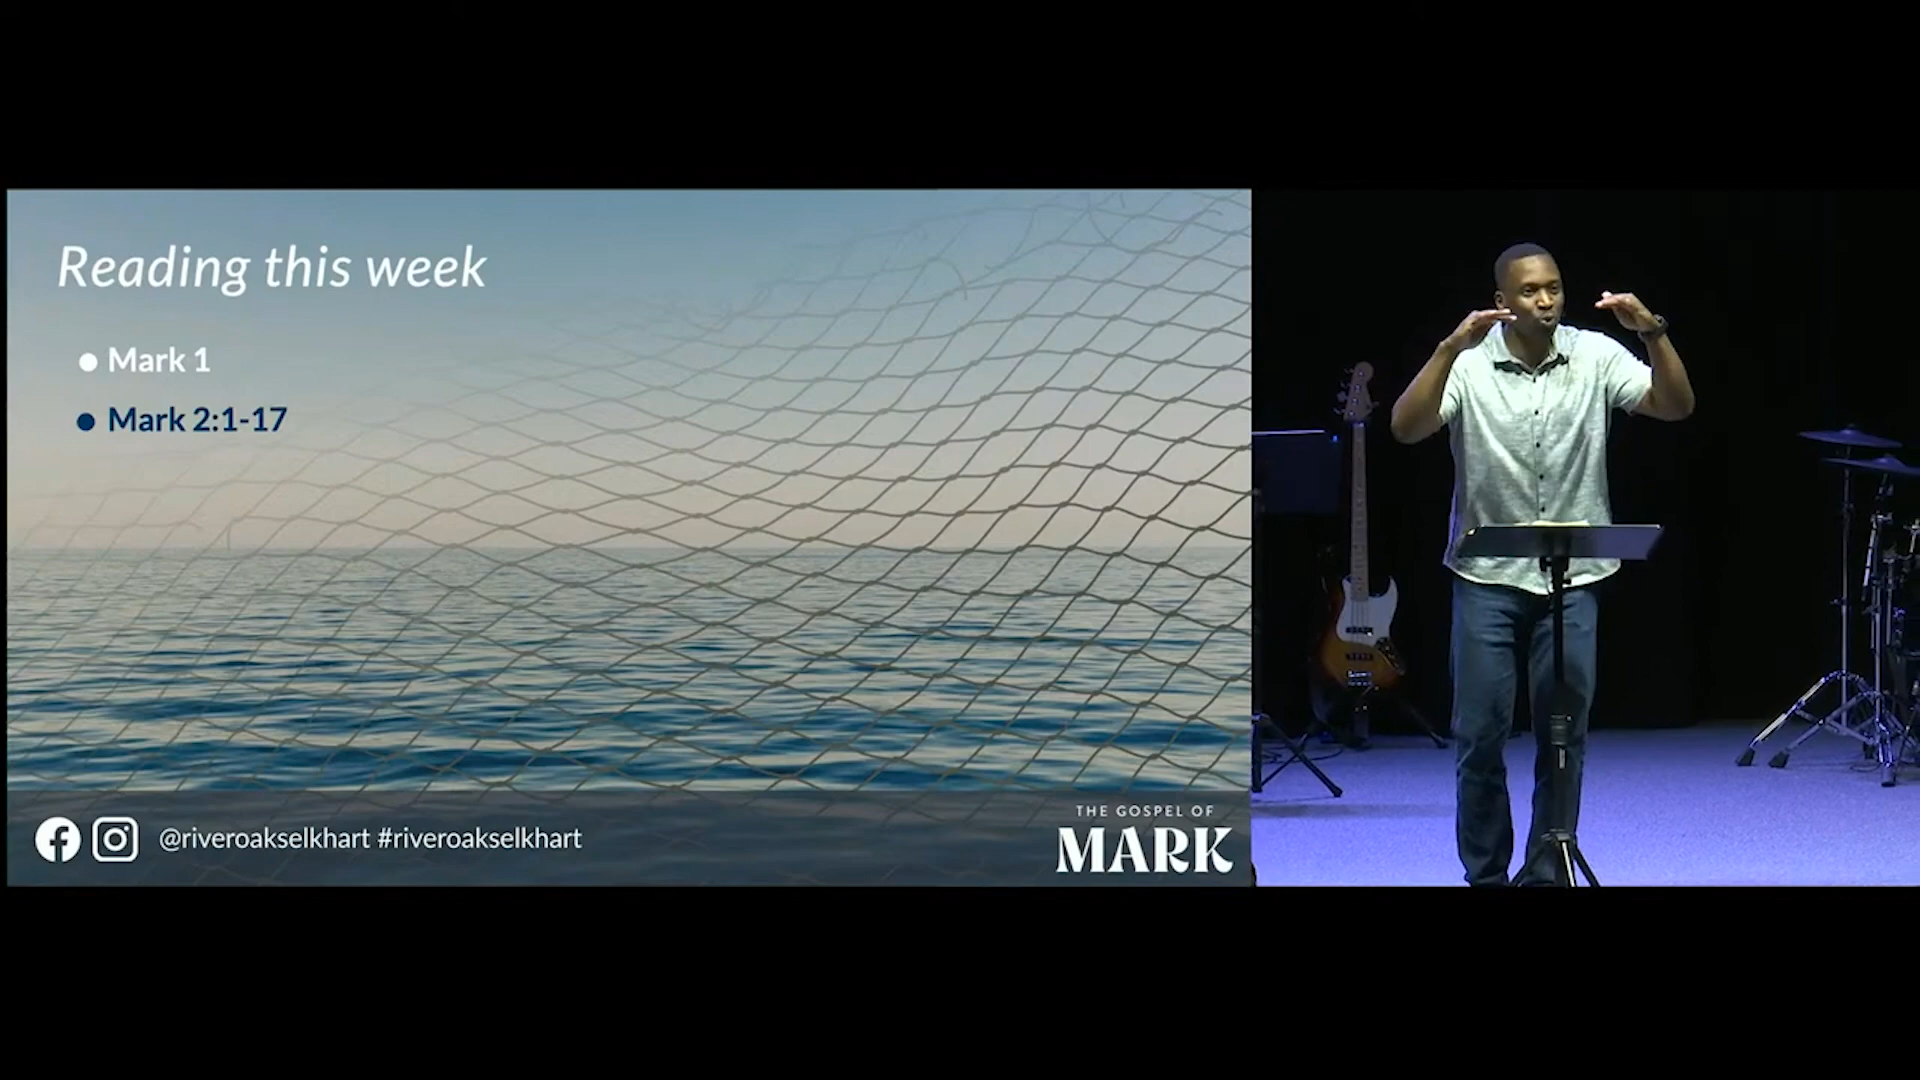 Reading this week
Mark 1
Mark 2:1-17
@riveroakselkhart #riveroakselkhart
THE GOSPEL OF
MARK